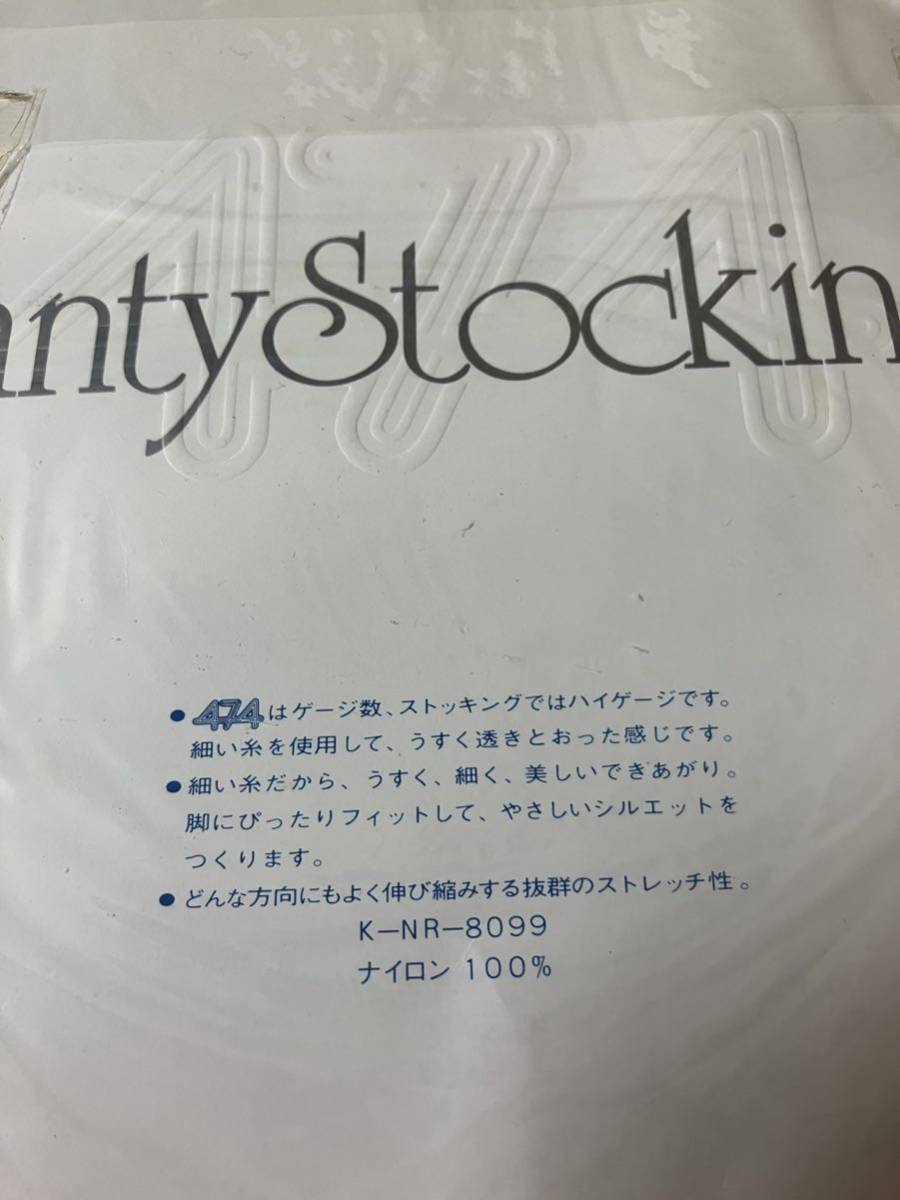 474
antyStockin
● 474はゲージ数、ストッキングではハイゲージです。
細い糸を使用して、うすく透きとおった感じです。
● 細い糸だから、うすく、細く、美しいできあがり。
脚にぴったりフィットして、やさしいシルエットを
つくります。
● どんな方向にもよく伸び縮みする抜群のストレッチ性。
K-NR-8099
ナイロン 100%